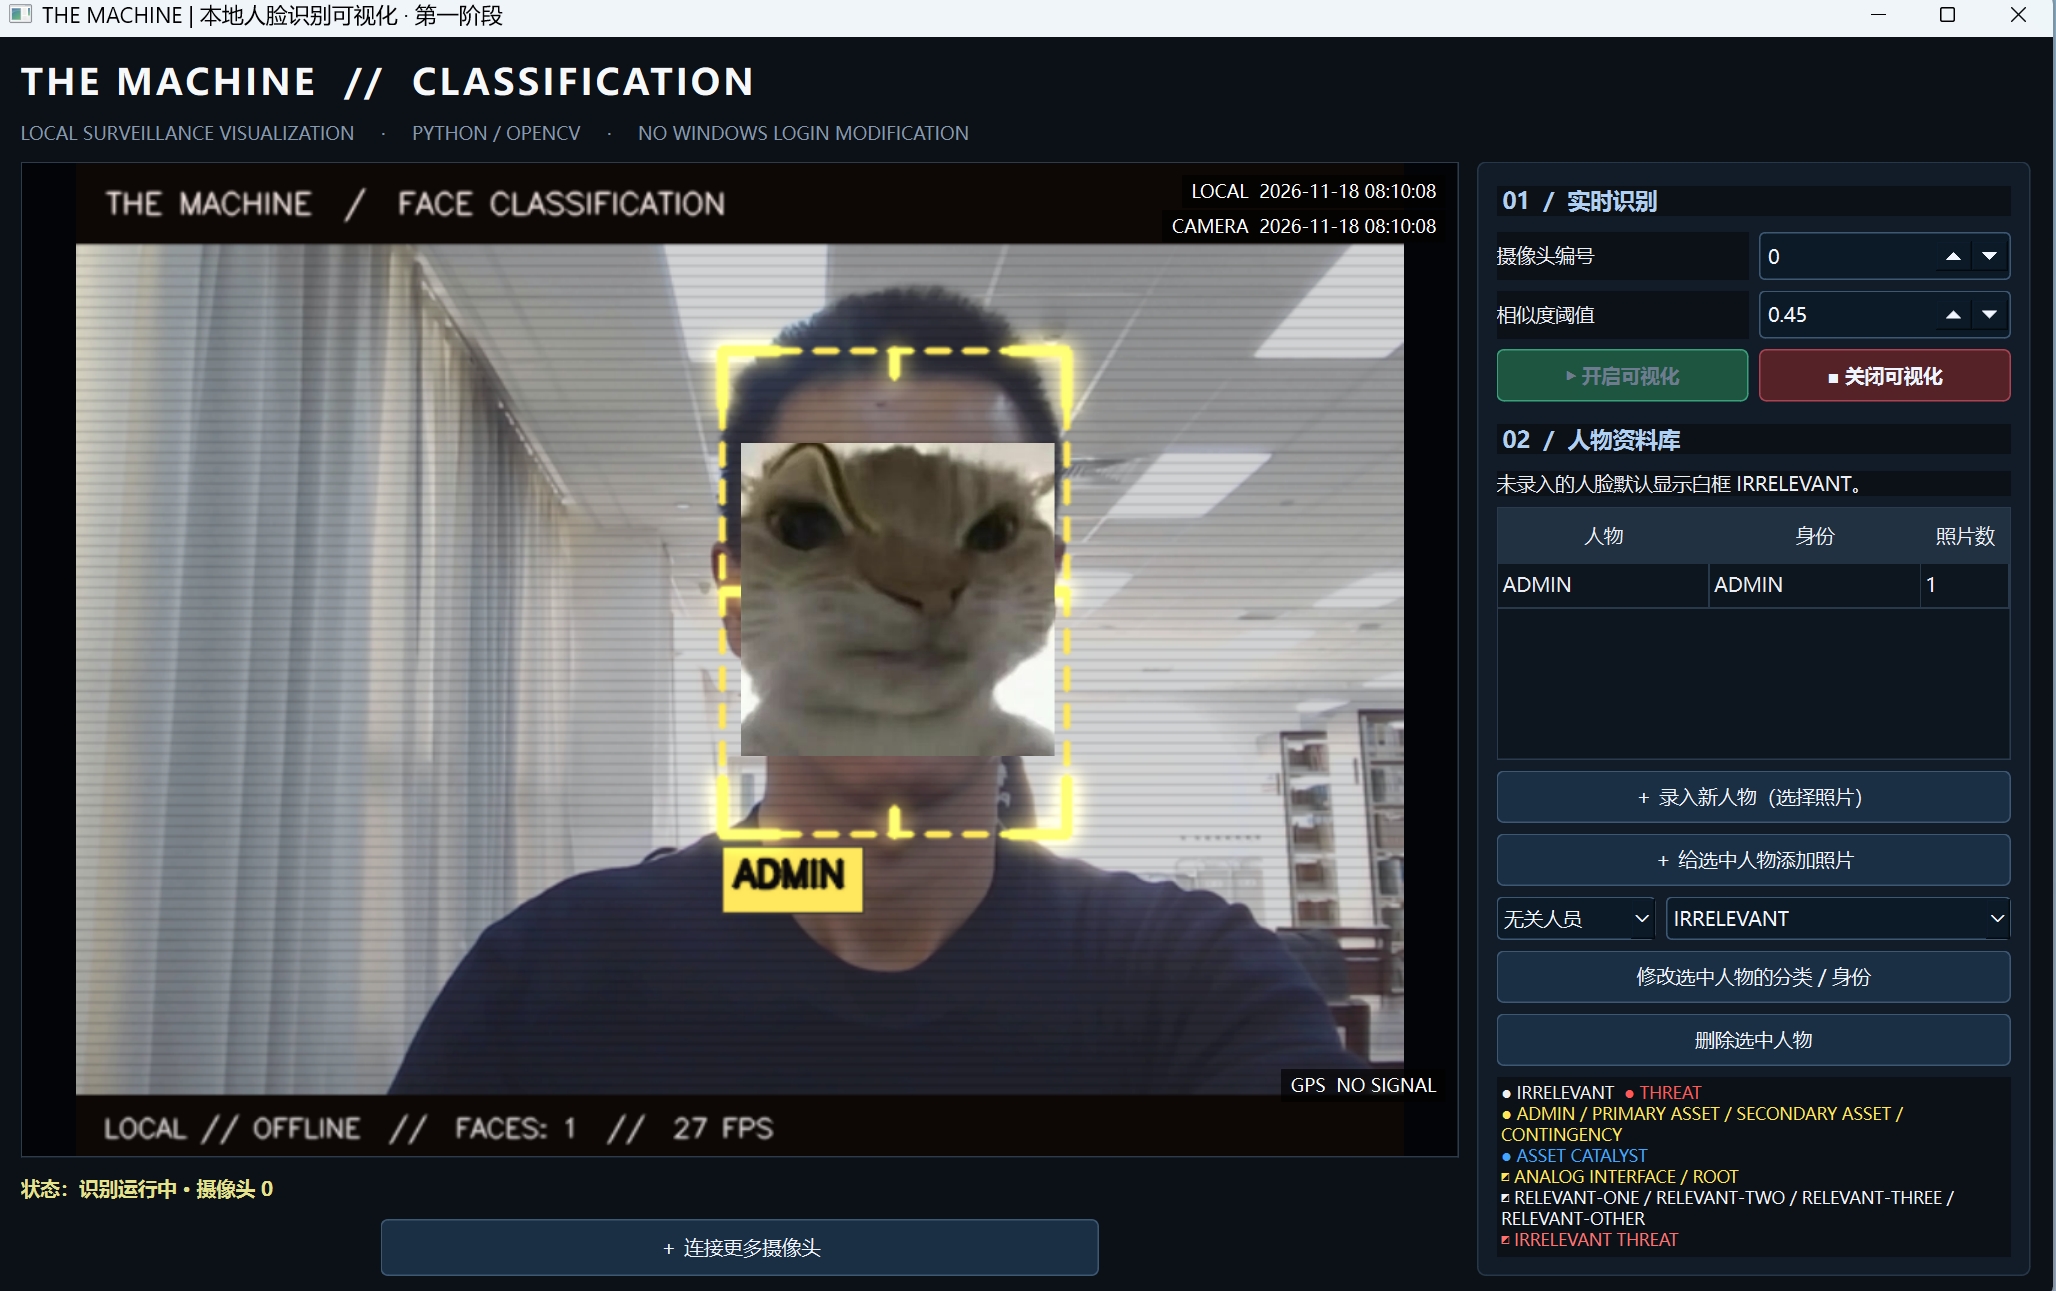 THE MACHINE | 本地人脸识别可视化 · 第一阶段
THE MACHINE // CLASSIFICATION
LOCAL SURVEILLANCE VISUALIZATION · PYTHON / OPENCV · NO WINDOWS LOGIN MODIFICATION
THE MACHINE / FACE CLASSIFICATION
LOCAL 2026-11-18 08:10:08
CAMERA 2026-11-18 08:10:08
ADMIN
GPS NO SIGNAL
LOCAL // OFFLINE // FACES: 1 // 27 FPS
状态：识别运行中 • 摄像头 0
+ 连接更多摄像头
01 / 实时识别
摄像头编号 0
相似度阈值 0.45
▶ 开启可视化 ■ 关闭可视化
02 / 人物资料库
未录入的人脸默认显示白框 IRRELEVANT。
人物 身份 照片数
ADMIN ADMIN 1
+ 录入新人物（选择照片）
+ 给选中人物添加照片
无关人员 IRRELEVANT
修改选中人物的分类 / 身份
删除选中人物
● IRRELEVANT ● THREAT
● ADMIN / PRIMARY ASSET / SECONDARY ASSET /
CONTINGENCY
● ASSET CATALYST
◩ ANALOG INTERFACE / ROOT
◩ RELEVANT-ONE / RELEVANT-TWO / RELEVANT-THREE /
RELEVANT-OTHER
◩ IRRELEVANT THREAT